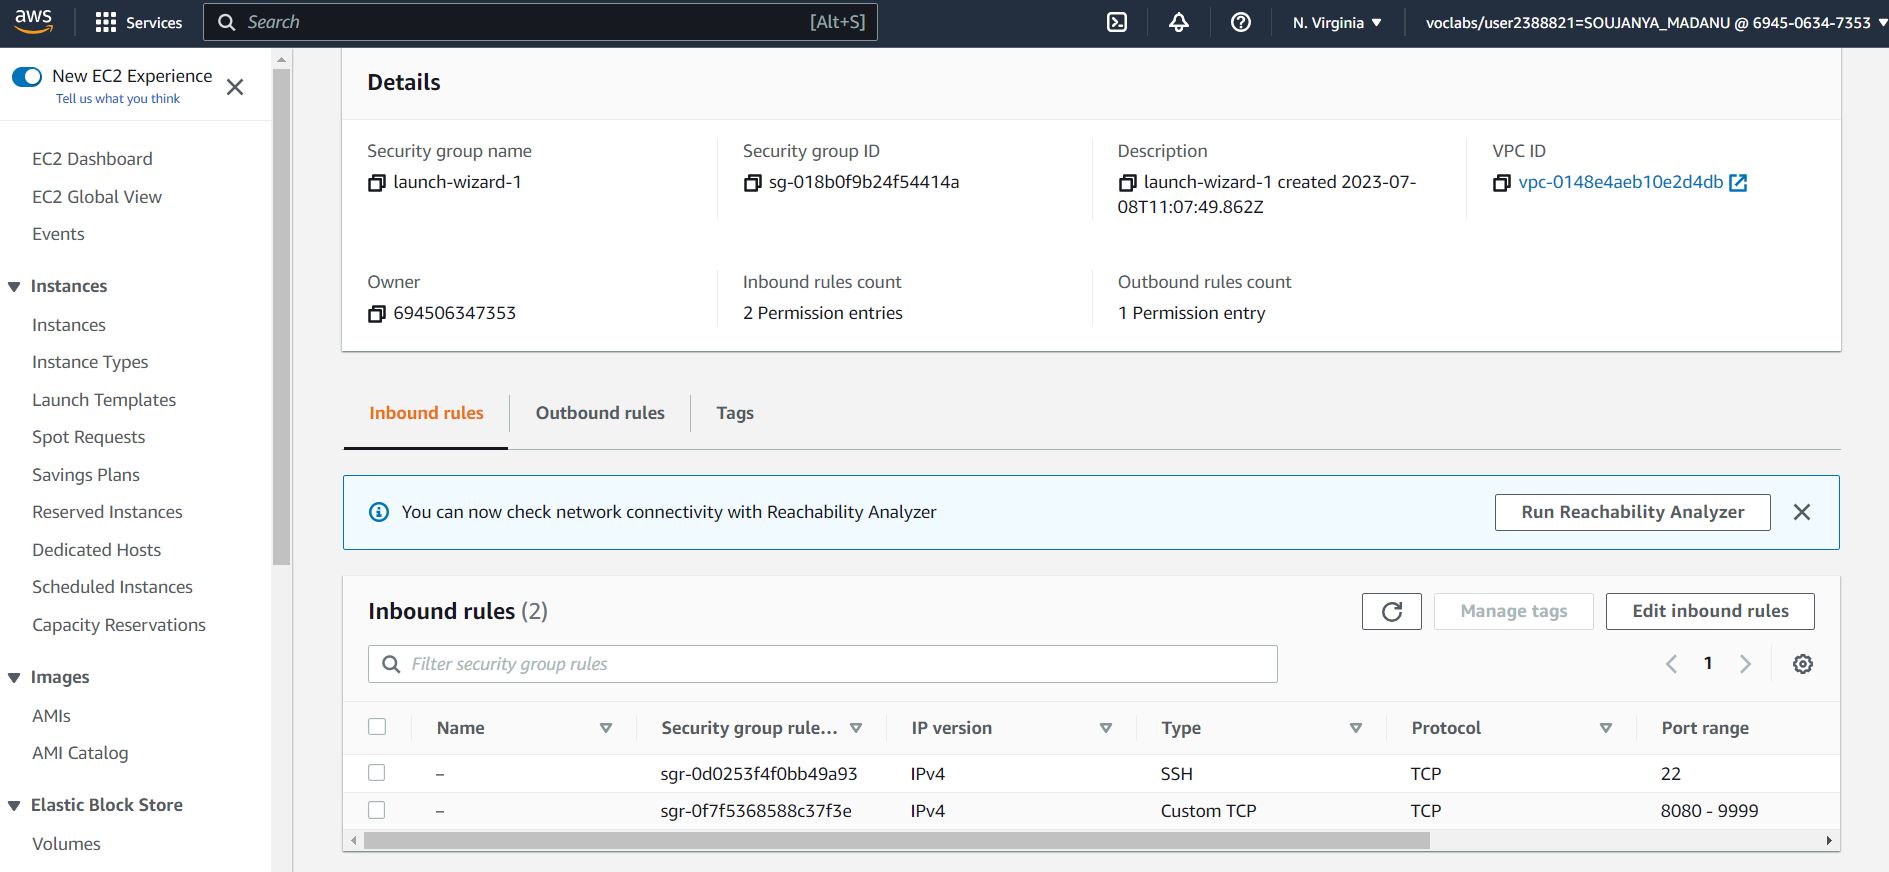 aws
Services
Search
[Alt+S]
N. Virginia
voclabs/user2388821=SOUJANYA_MADANU @ 6945-0634-7353
New EC2 Experience
Tell us what you think
EC2 Dashboard
EC2 Global View
Events
Instances
Instances
Instance Types
Launch Templates
Spot Requests
Savings Plans
Reserved Instances
Dedicated Hosts
Scheduled Instances
Capacity Reservations
Images
AMIs
AMI Catalog
Elastic Block Store
Volumes
Details
Security group name
launch-wizard-1
Security group ID
sg-018b0f9b24f54414a
Description
launch-wizard-1 created 2023-07-
08T11:07:49.862Z
VPC ID
vpc-0148e4aeb10e2d4db
Owner
694506347353
Inbound rules count
2 Permission entries
Outbound rules count
1 Permission entry
Inbound rules
Outbound rules
Tags
You can now check network connectivity with Reachability Analyzer
Run Reachability Analyzer
Inbound rules (2)
Manage tags
Edit inbound rules
Filter security group rules
1
Name
Security group rule...
IP version
Type
Protocol
Port range
– sgr-0d0253f4f0bb49a93 IPv4 SSH TCP 22
– sgr-0f7f5368588c37f3e IPv4 Custom TCP TCP 8080 - 9999